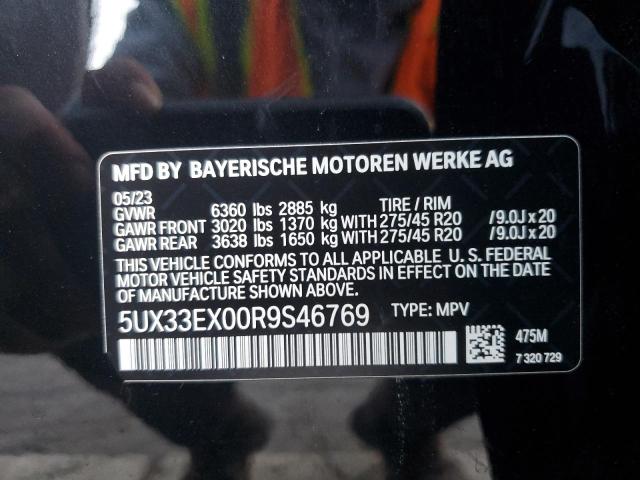 MFD BY BAYERISCHE MOTOREN WERKE AG
05/23
GVWR 6360 lbs 2885 kg TIRE / RIM
GAWR FRONT 3020 lbs 1370 kg WITH 275/45 R20 /9.0J x 20
GAWR REAR 3638 lbs 1650 kg WITH 275/45 R20 /9.0J x 20
THIS VEHICLE CONFORMS TO ALL APPLICABLE U. S. FEDERAL
MOTOR VEHICLE SAFETY STANDARDS IN EFFECT ON THE DATE
OF MANUFACTURE SHOWN ABOVE.
5UX33EX00R9S46769 TYPE: MPV
475M
7 320 729